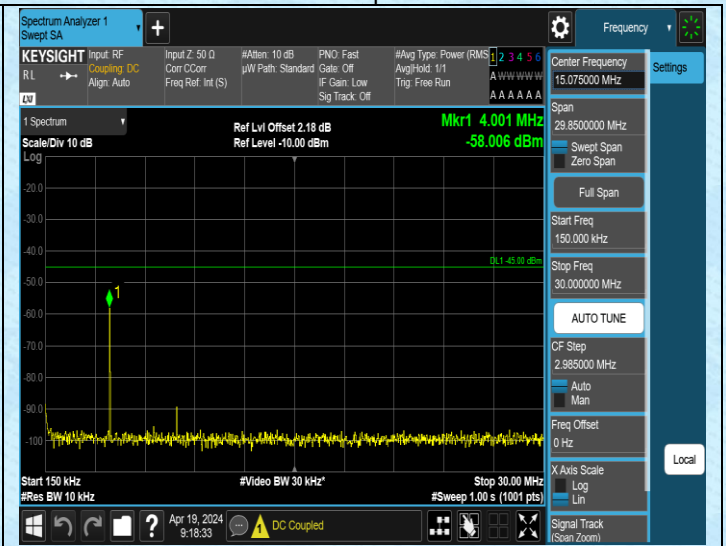 Spectrum Analyzer 1
Swept SA
Frequency
KEYSIGHT
RL
LXI
Input: RF
Coupling: DC
Align: Auto
Input Z: 50 Ω
Corr CCorr
Freq Ref: Int (S)
#Atten: 10 dB
µW Path: Standard
PNO: Fast
Gate: Off
IF Gain: Low
Sig Track: Off
#Avg Type: Power (RMS
Avg|Hold: 1/1
Trig: Free Run
1 2 3 4 5 6
A W W W W W
A A A A A A
Center Frequency
15.075000 MHz
Settings
1 Spectrum
Scale/Div 10 dB
Log
Ref Lvl Offset 2.18 dB
Ref Level -10.00 dBm
Mkr1 4.001 MHz
-58.006 dBm
Span
29.8500000 MHz
Swept Span
Zero Span
Full Span
Start Freq
150.000 kHz
Stop Freq
30.000000 MHz
AUTO TUNE
CF Step
2.985000 MHz
Auto
Man
Freq Offset
0 Hz
X Axis Scale
Log
Lin
Signal Track
(Span Zoom)
Local
-20.0
-30.0
-40.0
DL1 -45.00 dBm
-50.0
1
-60.0
-70.0
-80.0
-90.0
-100
Start 150 kHz
#Video BW 30 kHz*
Stop 30.00 MHz
#Res BW 10 kHz
#Sweep 1.00 s (1001 pts)
?
Apr 19, 2024
9:18:33
DC Coupled